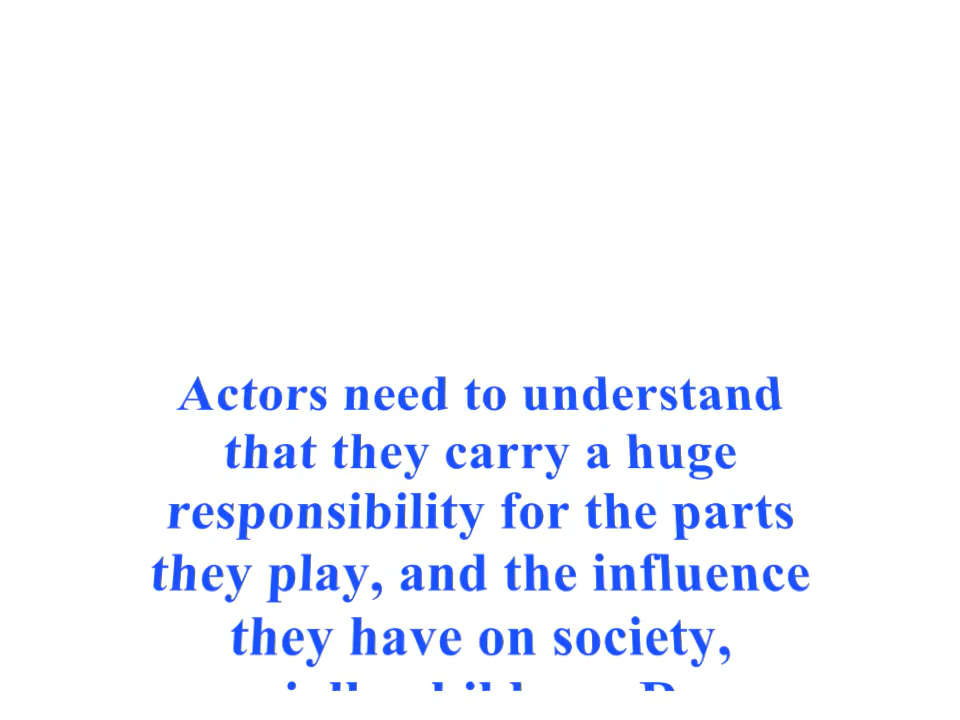 Actors need to understand
that they carry a huge
responsibility for the parts
they play, and the influence
they have on society,